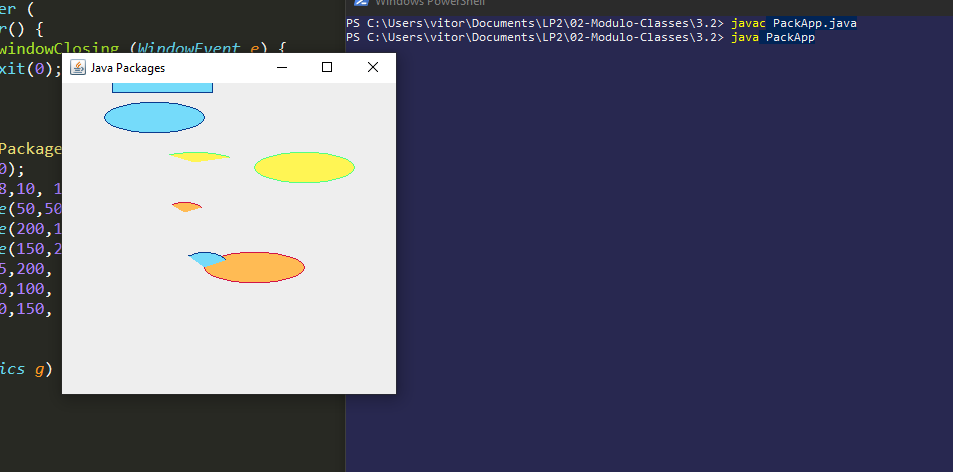 er (
r() {
windowClosing (WindowEvent e) {
xit(0);
Package
0);
8,10, 1
e(50,50
e(200,1
e(150,2
5,200,
0,100,
0,150,
ics g)
Java Packages
Windows PowerShell
PS C:\Users\vitor\Documents\LP2\02-Modulo-Classes\3.2> javac PackApp.java
PS C:\Users\vitor\Documents\LP2\02-Modulo-Classes\3.2> java PackApp